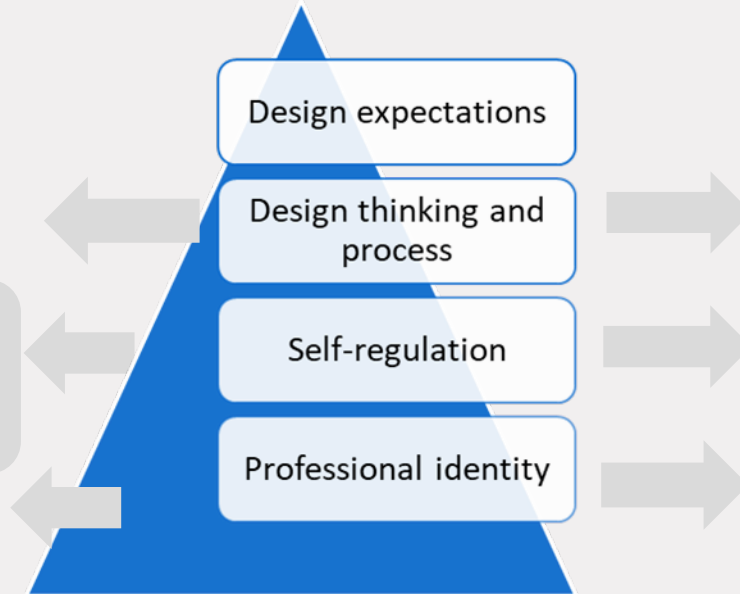 Design expectations
Design thinking and
process
Self-regulation
Professional identity